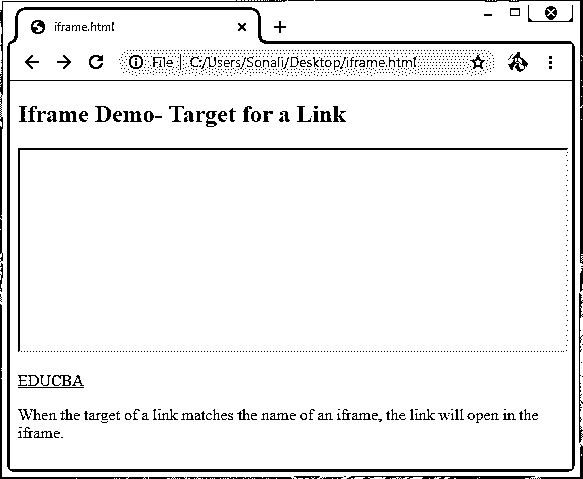 iframe.html
File | C:/Users/Sonali/Desktop/iframe.html
Iframe Demo- Target for a Link
EDUCBA
When the target of a link matches the name of an iframe, the link will open in the
iframe.